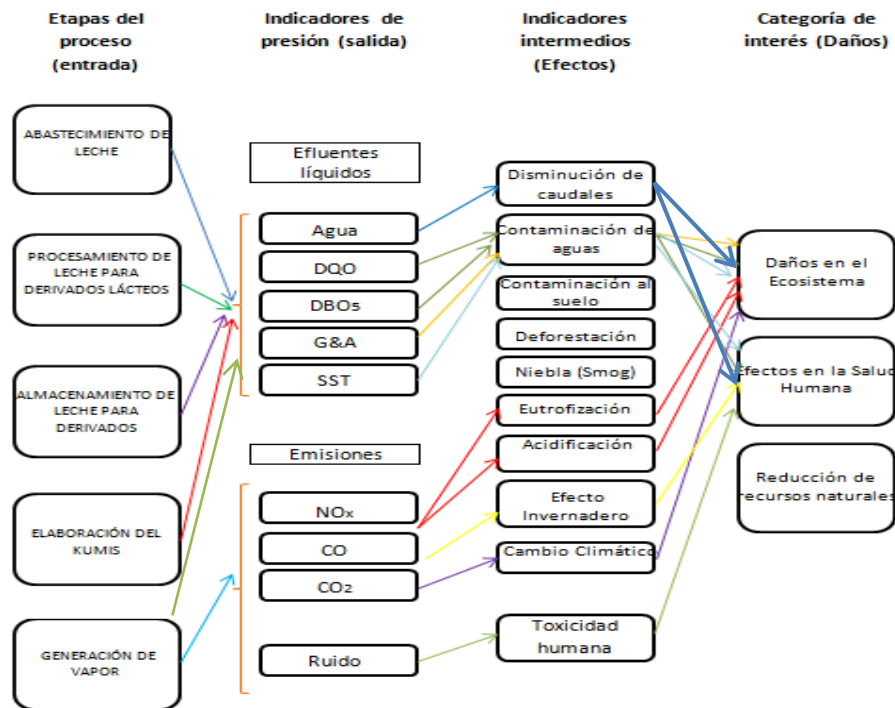 Etapas del
proceso
(entrada)
Indicadores de
presión (salida)
Indicadores
intermedios
(Efectos)
Categoría de
interés (Daños)
ABASTECIMIENTO DE
LECHE
PROCESAMIENTO DE
LECHE PARA
DERIVADOS LÁCTEOS
ALMACENAMIENTO DE
LECHE PARA
DERIVADOS
ELABORACIÓN DEL
KUMIS
GENERACIÓN DE
VAPOR
Efluentes
líquidos
Agua
DQO
DBO5
G&A
SST
Emisiones
NOx
CO
CO2
Ruido
Disminución de
caudales
Contaminación de
aguas
Contaminación al
suelo
Deforestación
Niebla (Smog)
Eutrofización
Acidificación
Efecto
Invernadero
Cambio Climático
Toxicidad
humana
Daños en el
Ecosistema
Efectos en la Salud
Humana
Reducción de
recursos naturales